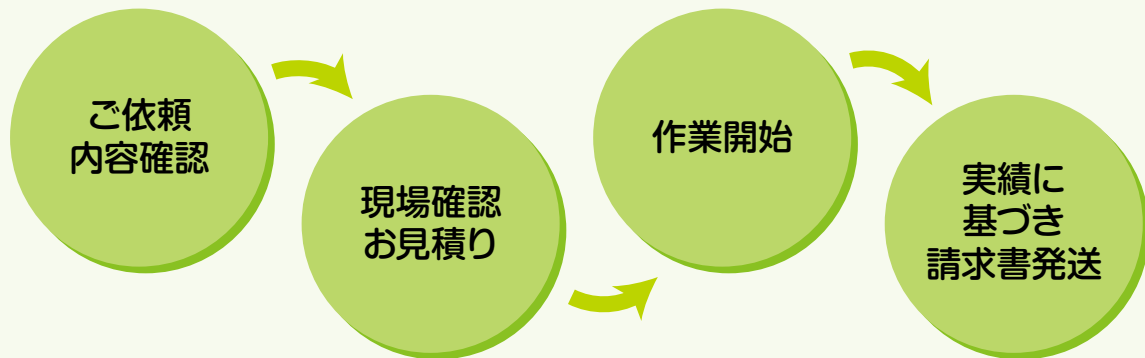 ご依頼
内容確認
現場確認
お見積り
作業開始
実績に
基づき
請求書発送